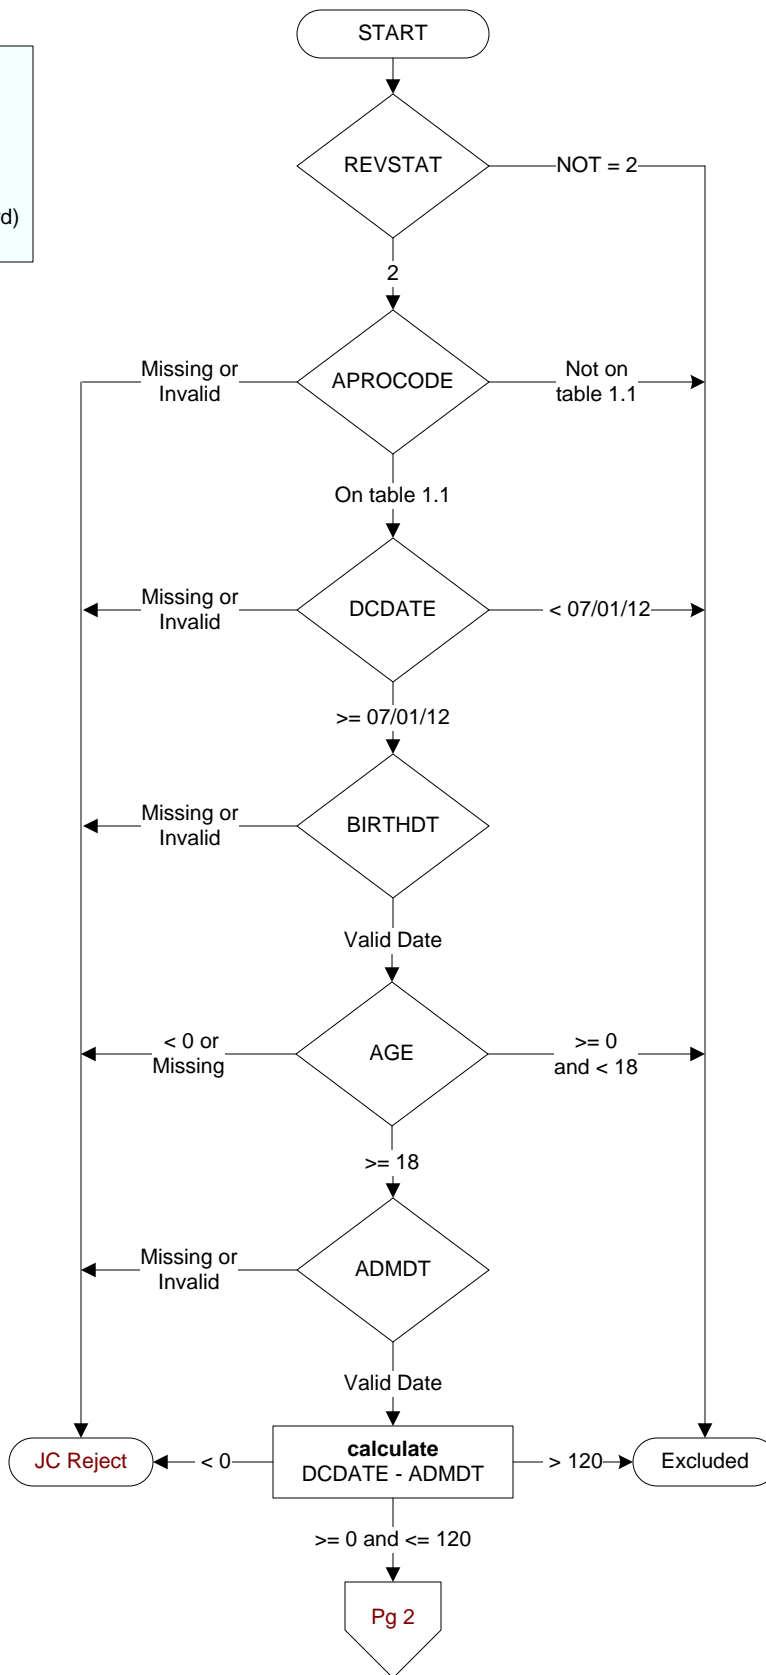 START
REVSTAT
NOT = 2
d)
2
Missing or
Invalid
APROCODE
Not on
table 1.1
On table 1.1
Missing or
Invalid
DCDATE
< 07/01/12
>= 07/01/12
Missing or
Invalid
BIRTHDT
Valid Date
< 0 or
Missing
AGE
>= 0
and < 18
>= 18
Missing or
Invalid
ADMDT
Valid Date
JC Reject
< 0
calculate
DCDATE - ADMDT
> 120
Excluded
>= 0 and <= 120
Pg 2